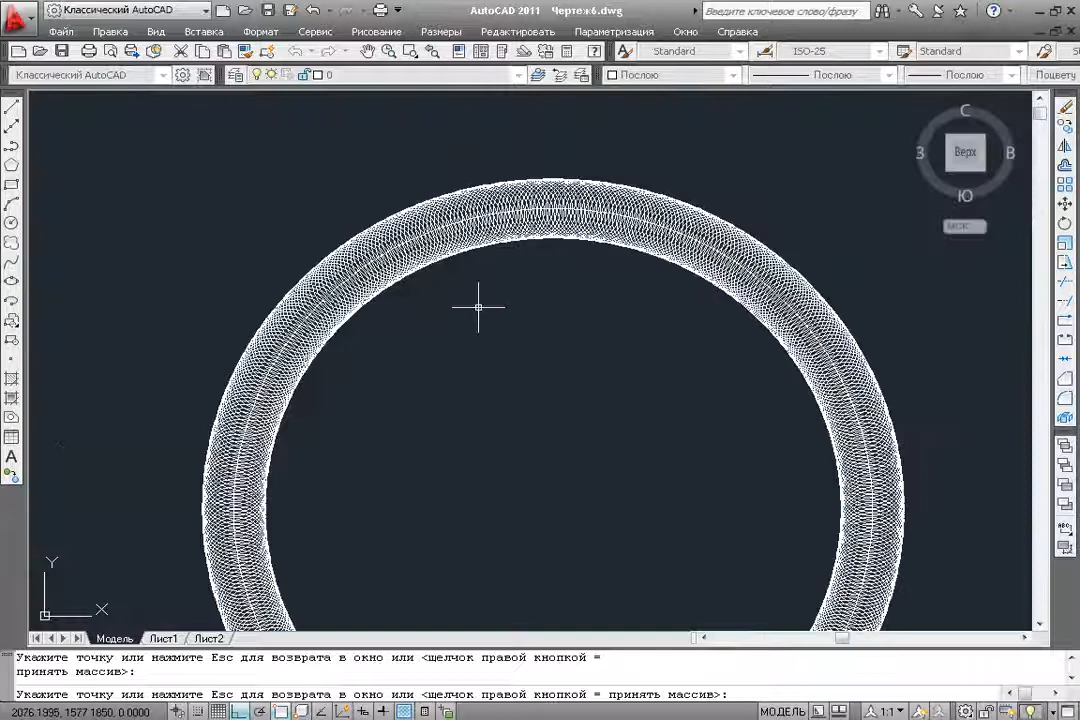 Классический AutoCAD
AutoCAD 2011 Чертеж6.dwg
Введите ключевое слово/фразу
Файл Правка Вид Вставка Формат Сервис Рисование Размеры Редактировать Параметризация Окно Справка
Standard ISO-25 Standard
Классический AutoCAD 0 Послою Послою Послою Поцвету
С
З Верх В
Ю
МСК
Y
X
A
Модель Лист1 Лист2
Укажите точку или нажмите Esc для возврата в окно или <щелчок правой кнопкой =
принять массив>:
Укажите точку или нажмите Esc для возврата в окно или <щелчок правой кнопкой = принять массив>:
2076.1995, 1577.1850, 0.0000 МОДЕЛЬ 1:1